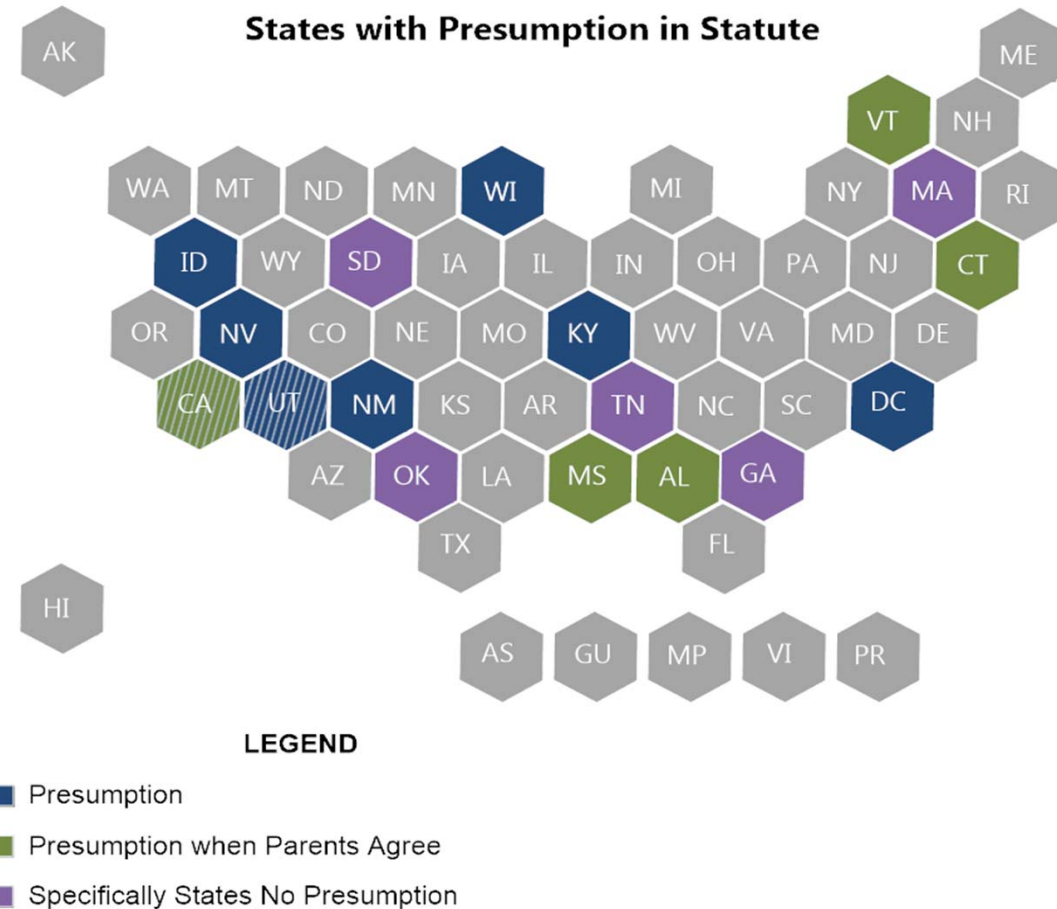 States with Presumption in Statute
AK
ME
VT NH
WA MT ND MN WI MI NY MA RI
ID WY SD IA IL IN OH PA NJ CT
OR NV CO NE MO KY WV VA MD DE
CA UT NM KS AR TN NC SC DC
AZ OK LA MS AL GA
TX FL
HI
AS GU MP VI PR
LEGEND
Presumption
Presumption when Parents Agree
Specifically States No Presumption